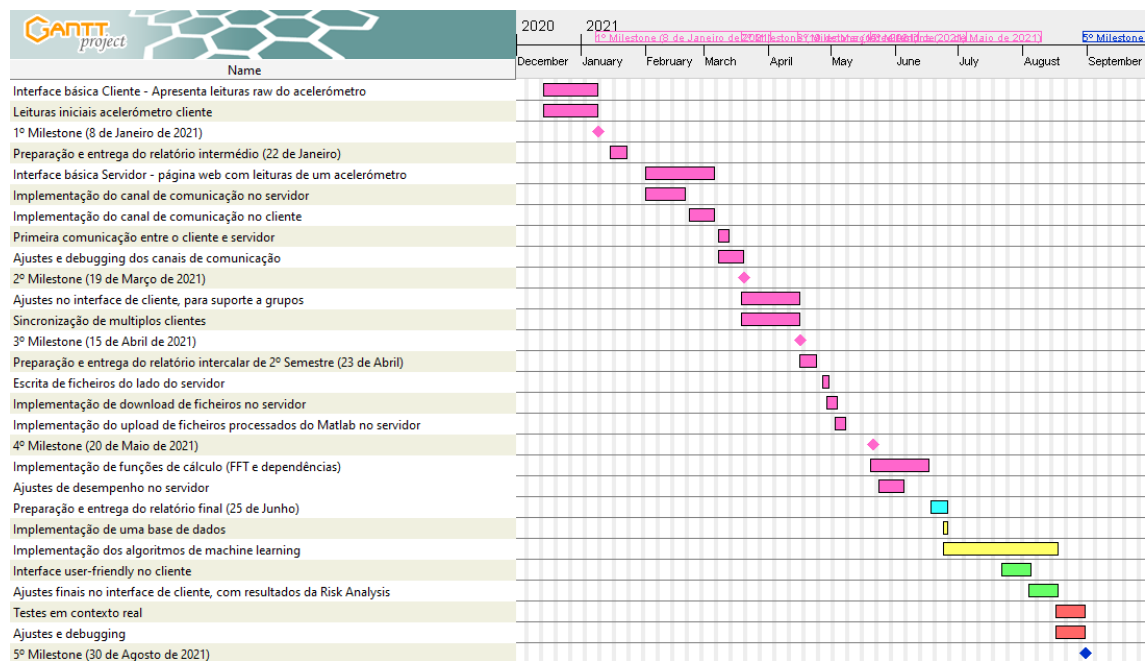 GANTT
project
2020
2021
1º Milestone (8 de Janeiro de 2021)
5º Milestone
Name
December January February March April May June July August September
Interface básica Cliente - Apresenta leituras raw do acelerómetro
Leituras iniciais acelerómetro cliente
1º Milestone (8 de Janeiro de 2021)
Preparação e entrega do relatório intermédio (22 de Janeiro)
Interface básica Servidor - página web com leituras de um acelerómetro
Implementação do canal de comunicação no servidor
Implementação do canal de comunicação no cliente
Primeira comunicação entre o cliente e servidor
Ajustes e debugging dos canais de comunicação
2º Milestone (19 de Março de 2021)
Ajustes no interface de cliente, para suporte a grupos
Sincronização de multiplos clientes
3º Milestone (15 de Abril de 2021)
Preparação e entrega do relatório intercalar de 2º Semestre (23 de Abril)
Escrita de ficheiros do lado do servidor
Implementação de download de ficheiros no servidor
Implementação do upload de ficheiros processados do Matlab no servidor
4º Milestone (20 de Maio de 2021)
Implementação de funções de cálculo (FFT e dependências)
Ajustes de desempenho no servidor
Preparação e entrega do relatório final (25 de Junho)
Implementação de uma base de dados
Implementação dos algoritmos de machine learning
Interface user-friendly no cliente
Ajustes finais no interface de cliente, com resultados da Risk Analysis
Testes em contexto real
Ajustes e debugging
5º Milestone (30 de Agosto de 2021)